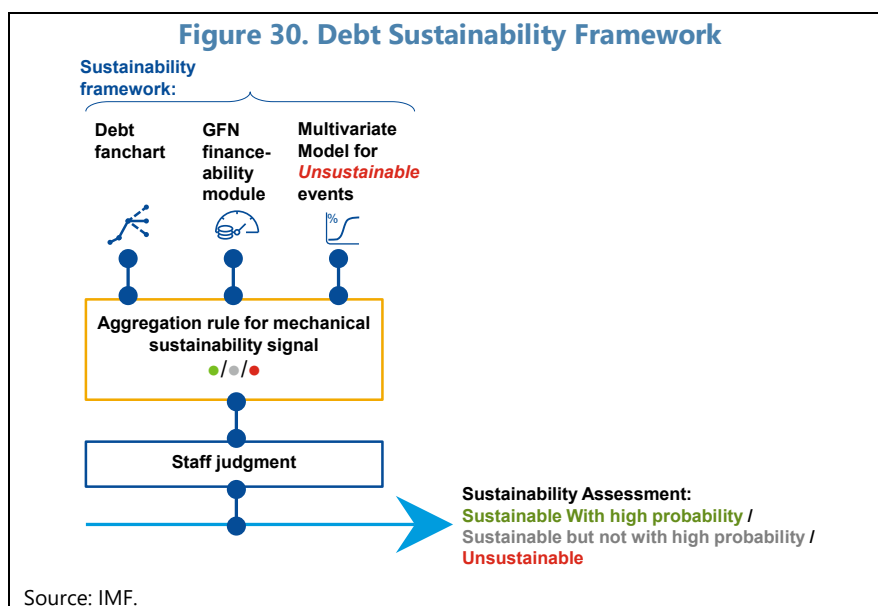 Figure 30. Debt Sustainability Framework
Sustainability
framework:
Debt
fanchart
GFN
finance-
ability
module
Multivariate
Model for
Unsustainable
events
%
Aggregation rule for mechanical
sustainability signal
●/●/●
Staff judgment
Sustainability Assessment:
Sustainable With high probability /
Sustainable but not with high probability /
Unsustainable
Source: IMF.